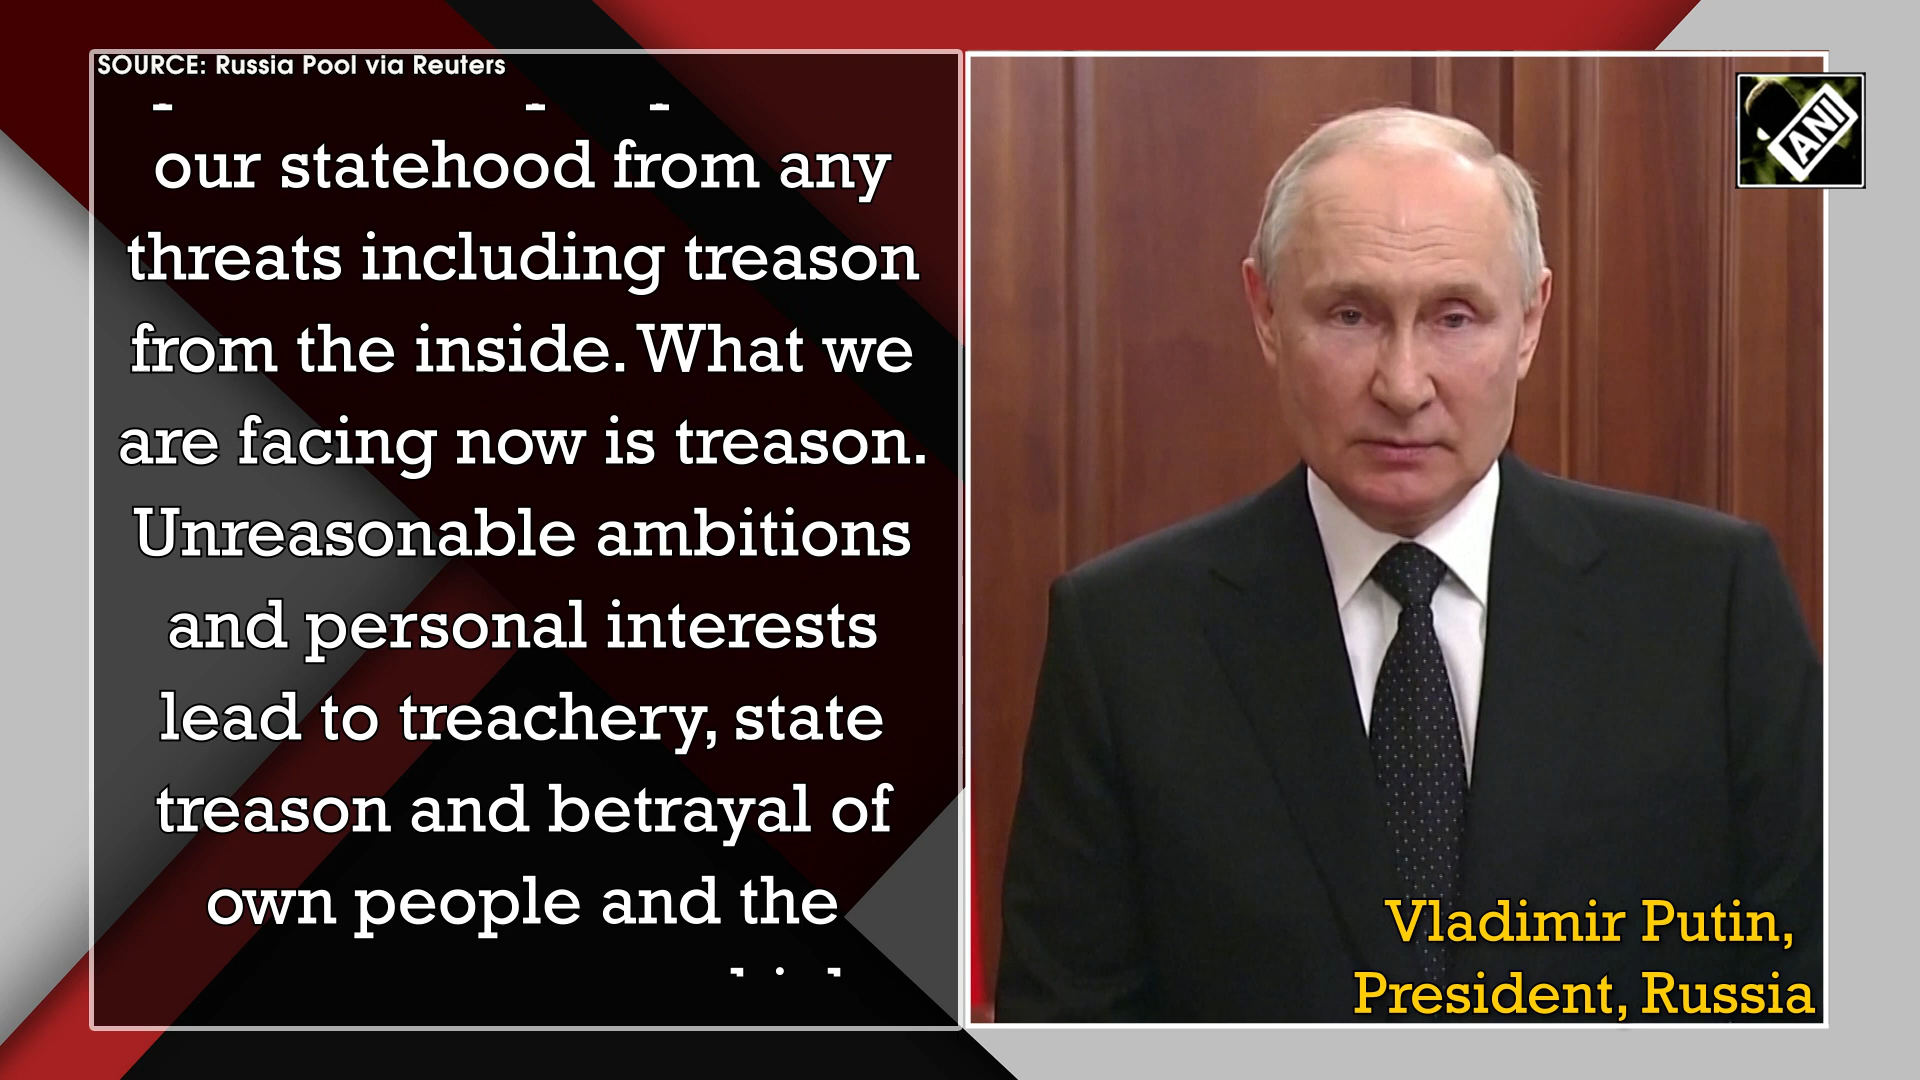 SOURCE: Russia Pool via Reuters
our statehood from any
threats including treason
from the inside. What we
are facing now is treason.
Unreasonable ambitions
and personal interests
lead to treachery, state
treason and betrayal of
own people and the
ANI
Vladimir Putin,
President, Russia